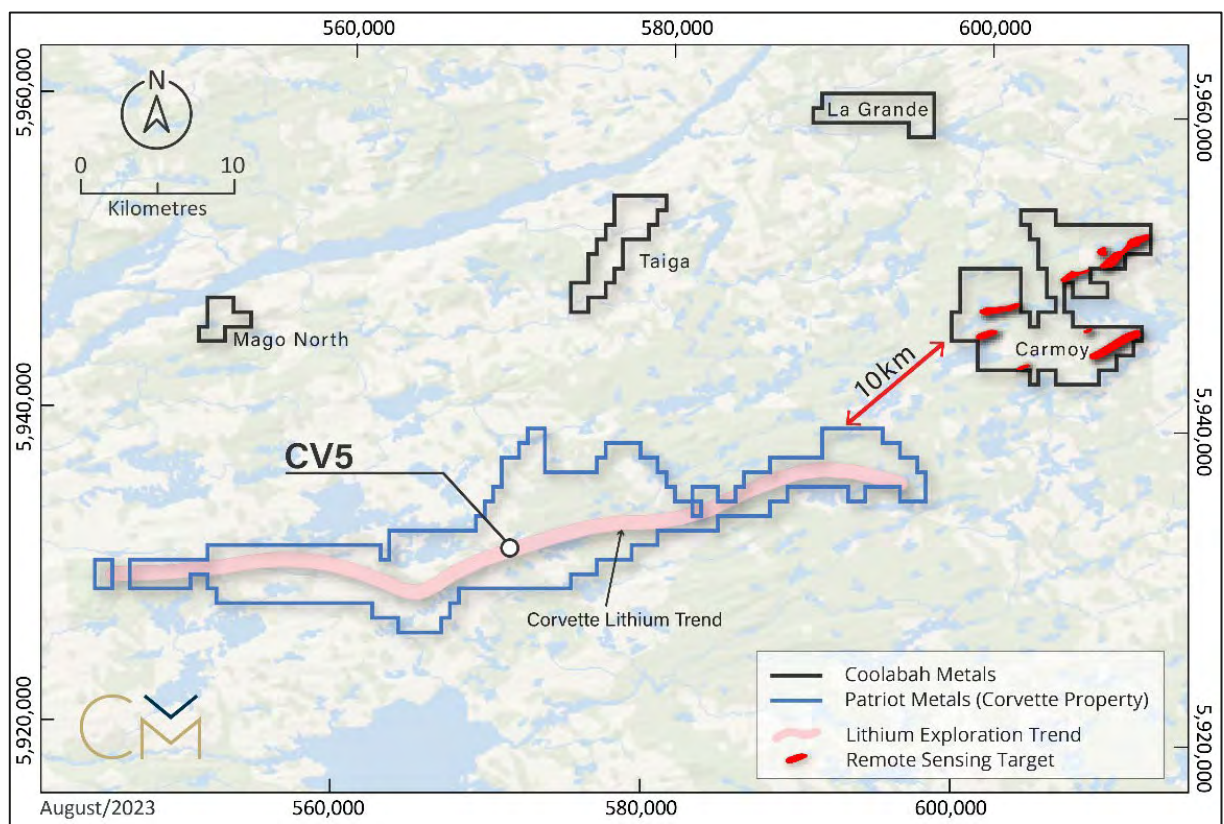 560,000
580,000
600,000
5,960,000
5,940,000
5,920,000
N
0
10
Kilometres
La Grande
Taiga
Mago North
Carmoy
10km
CV5
Corvette Lithium Trend
5,960,000
5,940,000
5,920,000
Coolabah Metals
Patriot Metals (Corvette Property)
Lithium Exploration Trend
Remote Sensing Target
CM
August/2023
560,000
580,000
600,000